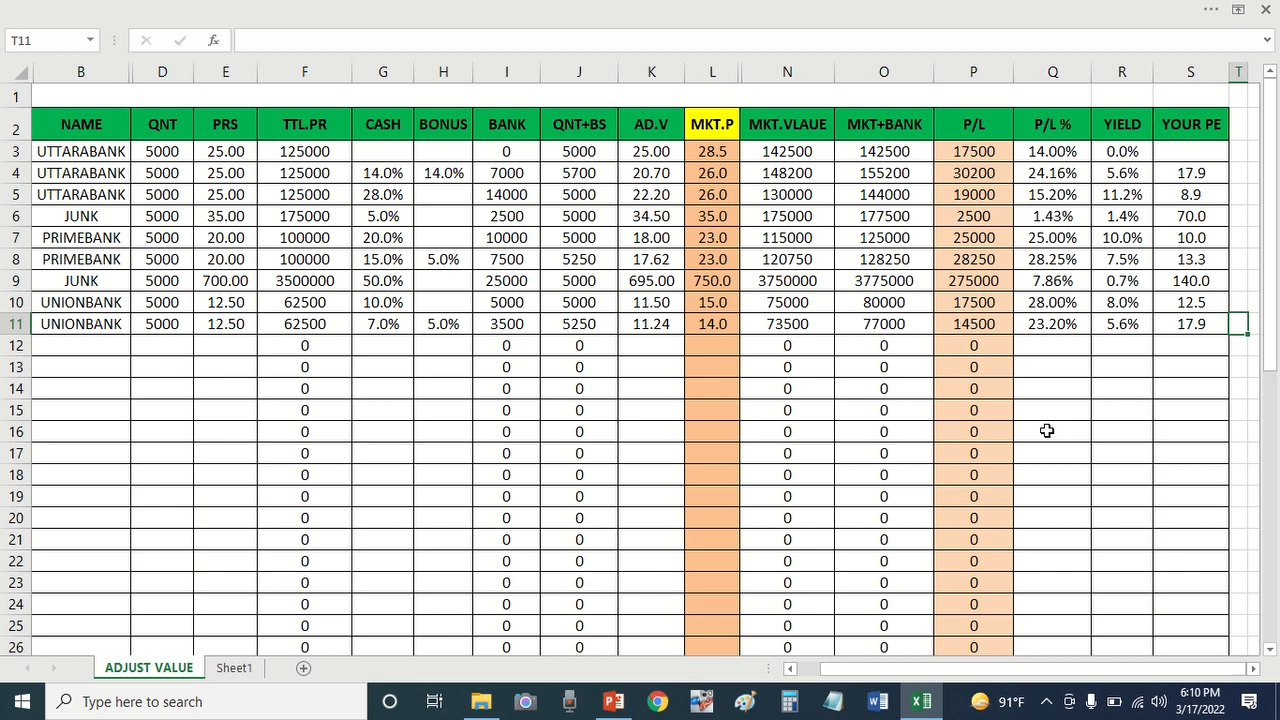 T11 fx
B D E F G H I J K L N O P Q R S T
1
2 NAME QNT PRS TTL.PR CASH BONUS BANK QNT+BS AD.V MKT.P MKT.VLAUE MKT+BANK P/L P/L % YIELD YOUR PE
3 UTTARABANK 5000 25.00 125000 0 5000 25.00 28.5 142500 142500 17500 14.00% 0.0%
4 UTTARABANK 5000 25.00 125000 14.0% 14.0% 7000 5700 20.70 26.0 148200 155200 30200 24.16% 5.6% 17.9
5 UTTARABANK 5000 25.00 125000 28.0% 14000 5000 22.20 26.0 130000 144000 19000 15.20% 11.2% 8.9
6 JUNK 5000 35.00 175000 5.0% 2500 5000 34.50 35.0 175000 177500 2500 1.43% 1.4% 70.0
7 PRIMEBANK 5000 20.00 100000 20.0% 10000 5000 18.00 23.0 115000 125000 25000 25.00% 10.0% 10.0
8 PRIMEBANK 5000 20.00 100000 15.0% 5.0% 7500 5250 17.62 23.0 120750 128250 28250 28.25% 7.5% 13.3
9 JUNK 5000 700.00 3500000 50.0% 25000 5000 695.00 750.0 3750000 3775000 275000 7.86% 0.7% 140.0
10 UNIONBANK 5000 12.50 62500 10.0% 5000 5000 11.50 15.0 75000 80000 17500 28.00% 8.0% 12.5
11 UNIONBANK 5000 12.50 62500 7.0% 5.0% 3500 5250 11.24 14.0 73500 77000 14500 23.20% 5.6% 17.9
12 0 0 0 0 0 0
13 0 0 0 0 0 0
14 0 0 0 0 0 0
15 0 0 0 0 0 0
16 0 0 0 0 0 0
17 0 0 0 0 0 0
18 0 0 0 0 0 0
19 0 0 0 0 0 0
20 0 0 0 0 0 0
21 0 0 0 0 0 0
22 0 0 0 0 0 0
23 0 0 0 0 0 0
24 0 0 0 0 0 0
25 0 0 0 0 0 0
26 0 0 0 0 0 0
ADJUST VALUE Sheet1
Type here to search 91°F 6:10 PM
3/17/2022